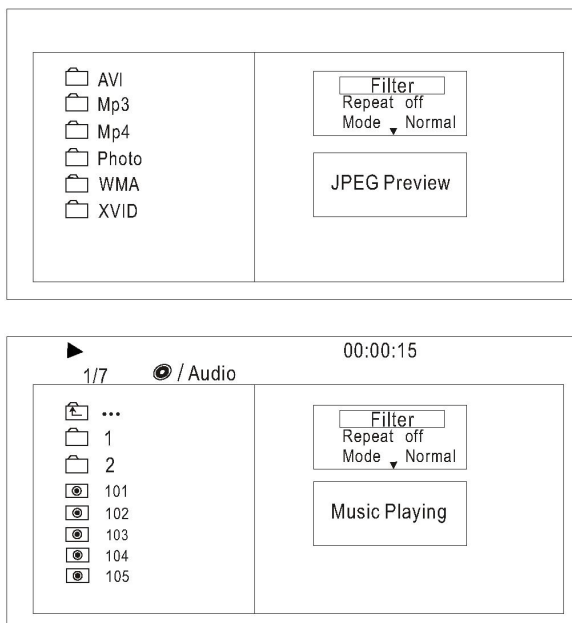 AVI
Mp3
Mp4
Photo
WMA
XVID
Filter
Repeat off
Mode Normal
JPEG Preview
00:00:15
1/7 / Audio
...
1
2
101
102
103
104
105
Filter
Repeat off
Mode Normal
Music Playing